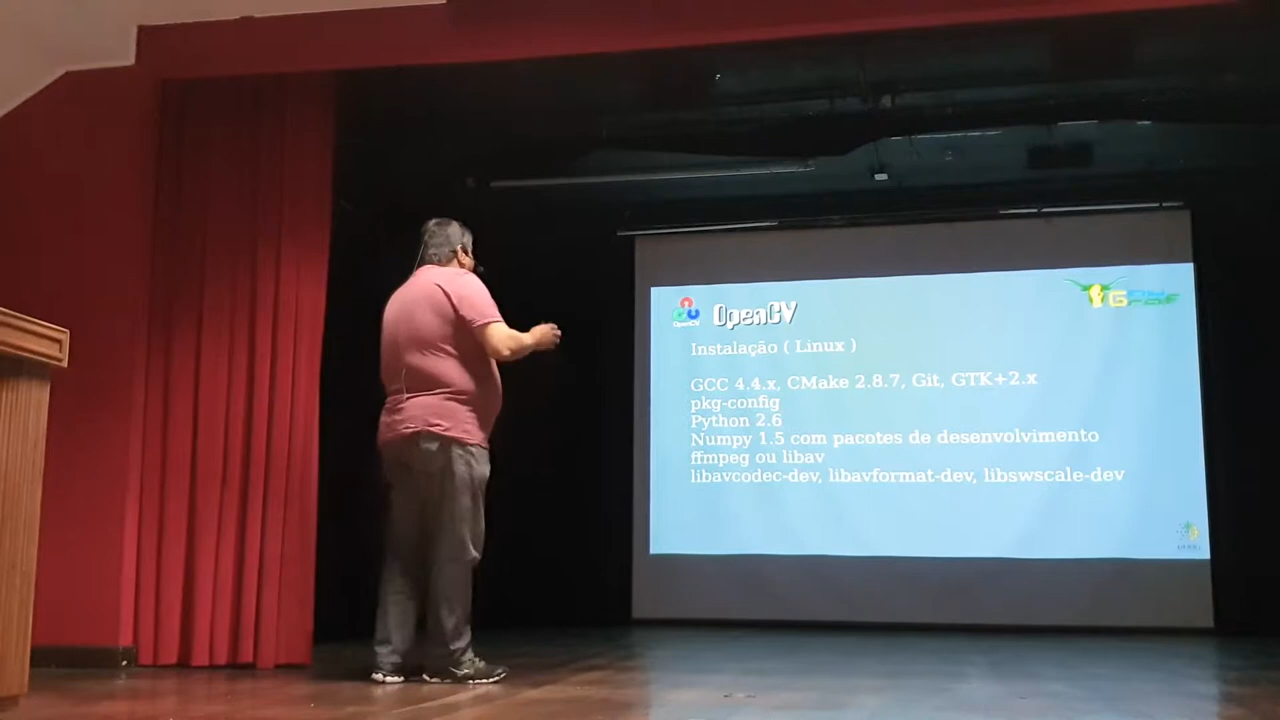 OpenCV
OpenCV
Instalação ( Linux )
GCC 4.4.x, CMake 2.8.7, Git, GTK+2.x
pkg-config
Python 2.6
Numpy 1.5 com pacotes de desenvolvimento
ffmpeg ou libav
libavcodec-dev, libavformat-dev, libswscale-dev